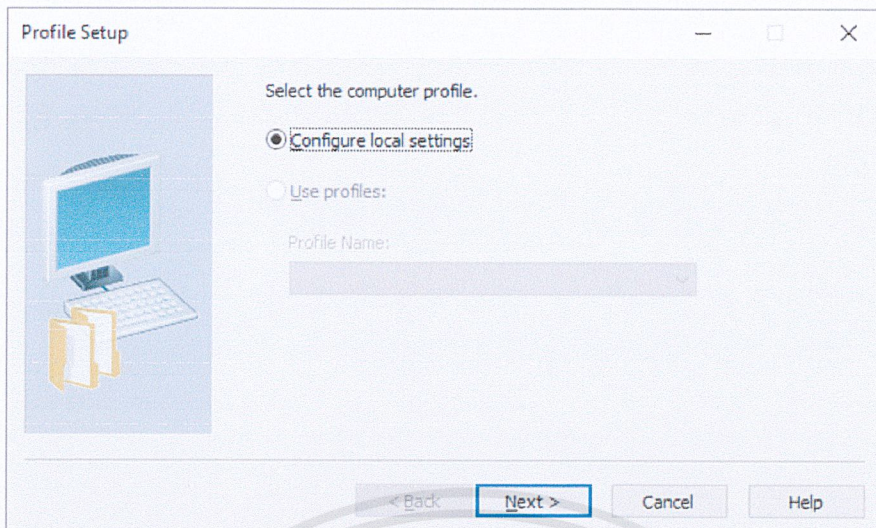 Profile Setup
Select the computer profile.
Configure local settings
Use profiles:
Profile Name:
< Back Next > Cancel Help